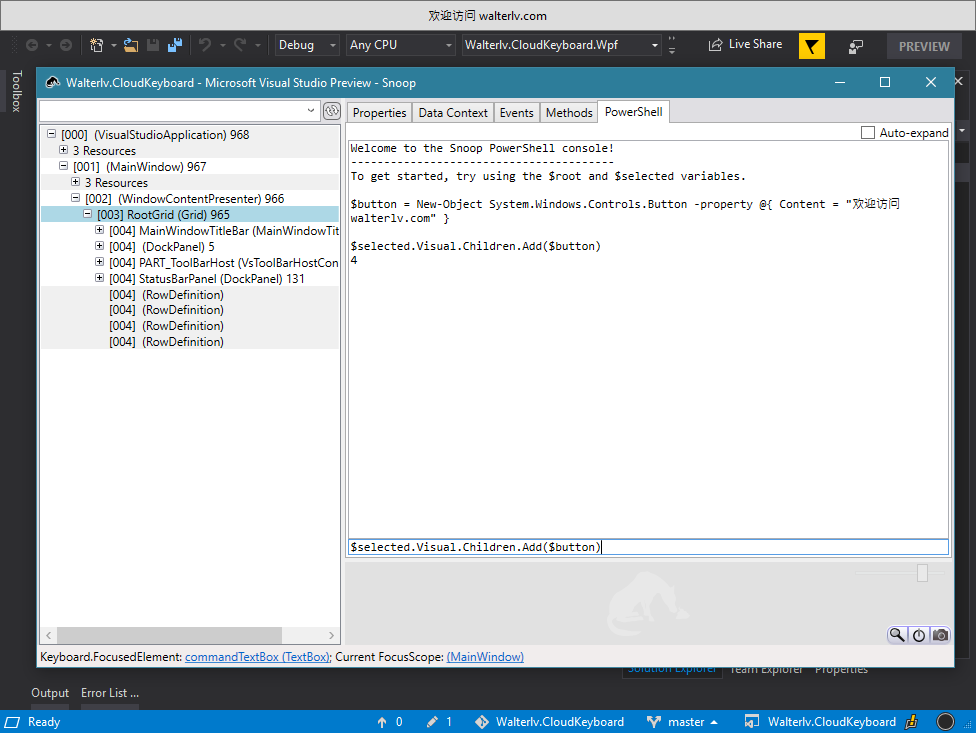 欢迎访问 walterlv.com
Debug
Any CPU
Walterlv.CloudKeyboard.Wpf
Live Share
PREVIEW
Toolbox
Walterlv.CloudKeyboard - Microsoft Visual Studio Preview - Snoop
Properties
Data Context
Events
Methods
PowerShell
Auto-expand
[000] (VisualStudioApplication) 968
3 Resources
[001] (MainWindow) 967
3 Resources
[002] (WindowContentPresenter) 966
[003] RootGrid (Grid) 965
[004] MainWindowTitleBar (MainWindowTit
[004] (DockPanel) 5
[004] PART_ToolBarHost (VsToolBarHostCon
[004] StatusBarPanel (DockPanel) 131
[004] (RowDefinition)
[004] (RowDefinition)
[004] (RowDefinition)
[004] (RowDefinition)
Welcome to the Snoop PowerShell console!
----------------------------------------
To get started, try using the $root and $selected variables.
$button = New-Object System.Windows.Controls.Button -property @{ Content = "欢迎访问
walterlv.com" }
$selected.Visual.Children.Add($button)
4
$selected.Visual.Children.Add($button)
Keyboard.FocusedElement: commandTextBox (TextBox); Current FocusScope: (MainWindow)
Solution Explorer
Team Explorer
Properties
Output
Error List ...
Ready
0
1
Walterlv.CloudKeyboard
master
Walterlv.CloudKeyboard